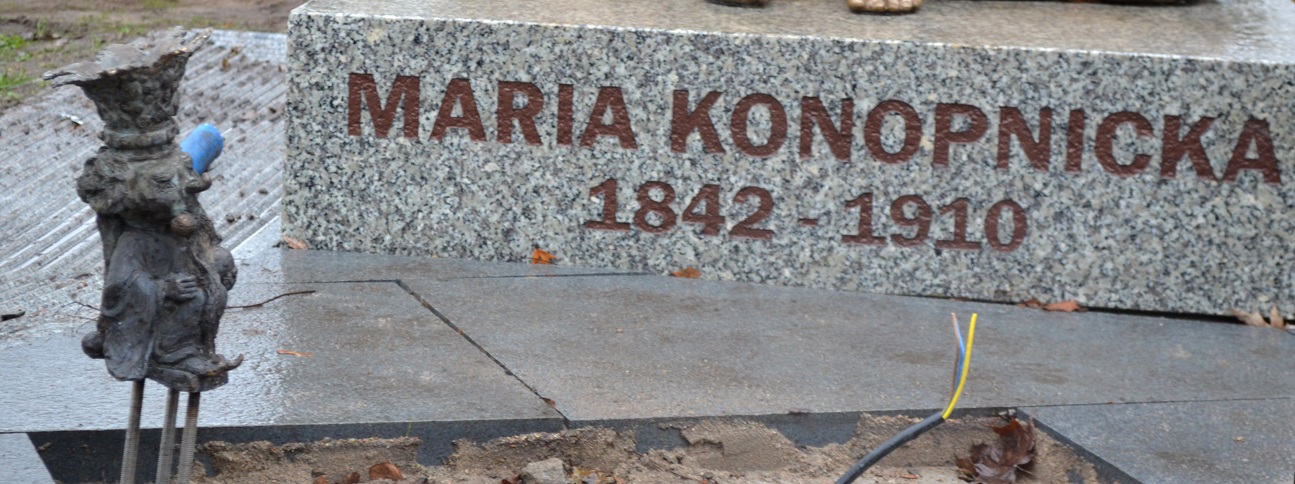 MARIA KONOPNICKA
1842 - 1910